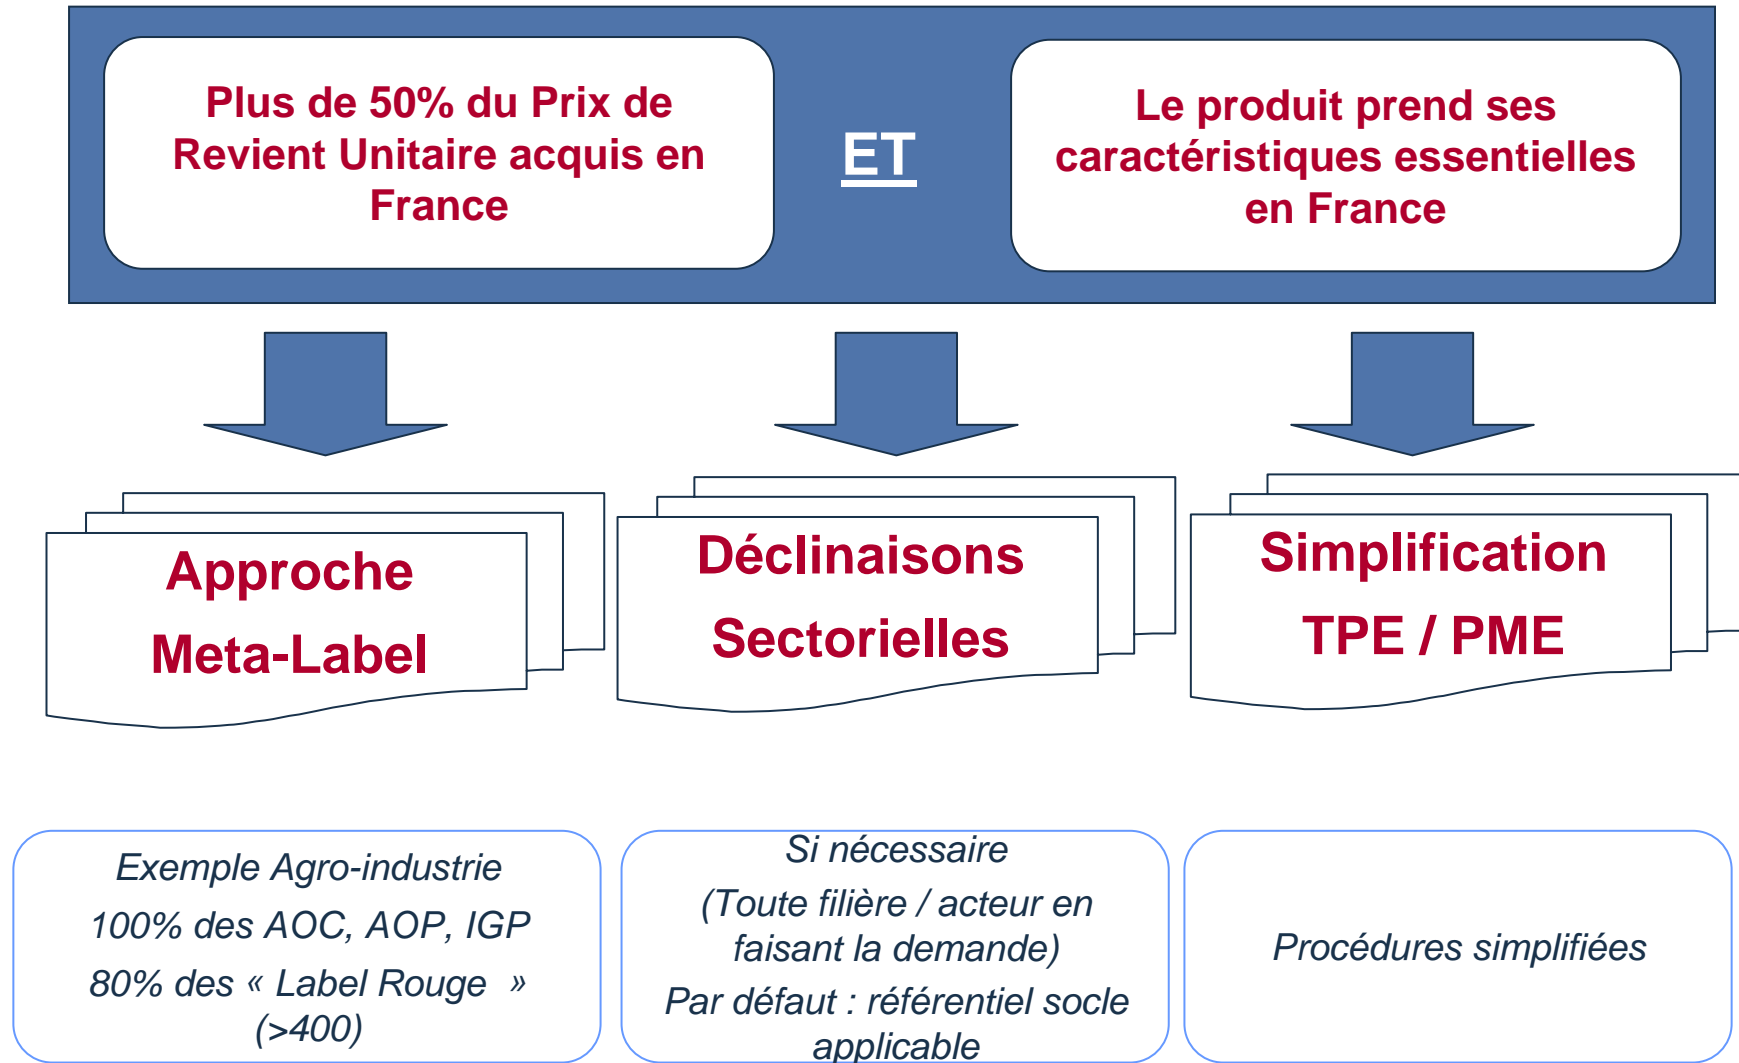 Plus de 50% du Prix de
Revient Unitaire acquis en
France
ET
Le produit prend ses
caractéristiques essentielles
en France
Approche
Meta-Label
Déclinaisons
Sectorielles
Simplification
TPE / PME
Exemple Agro-industrie
100% des AOC, AOP, IGP
80% des « Label Rouge »
(>400)
Si nécessaire
(Toute filière / acteur en
faisant la demande)
Par défaut : référentiel socle
applicable
Procédures simplifiées